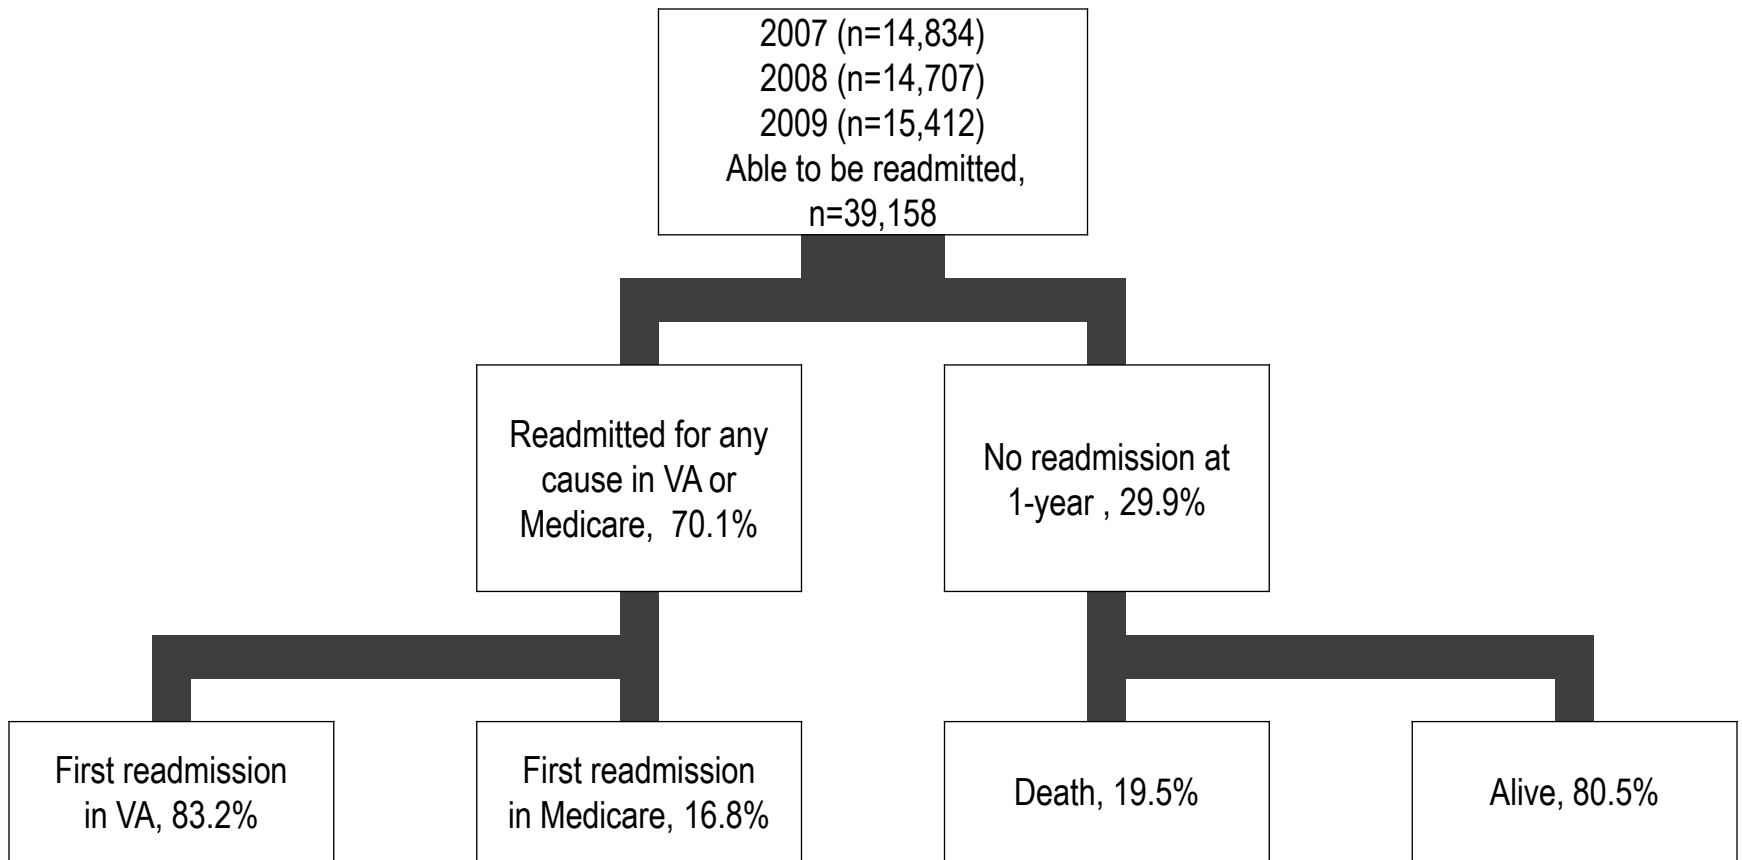 2007 (n=14,834)
2008 (n=14,707)
2009 (n=15,412)
Able to be readmitted,
n=39,158
Readmitted for any
cause in VA or
Medicare, 70.1%
No readmission at
1-year , 29.9%
First readmission
in VA, 83.2%
First readmission
in Medicare, 16.8%
Death, 19.5%
Alive, 80.5%